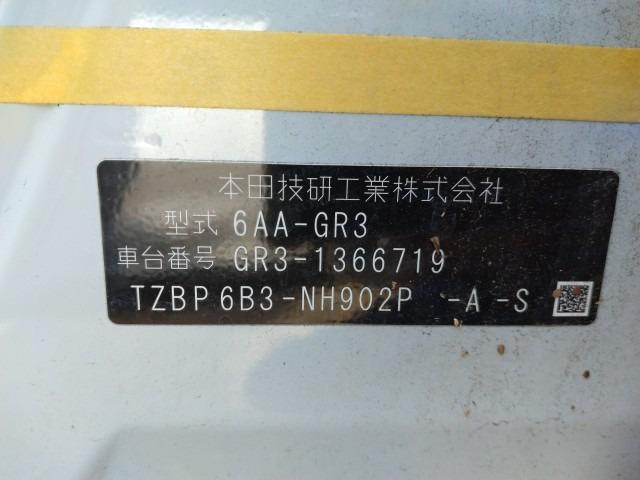 本田技研工業株式会社
型式 6AA-GR3
車台番号 GR3-1366719
TZBP 6B3-NH902P -A -S